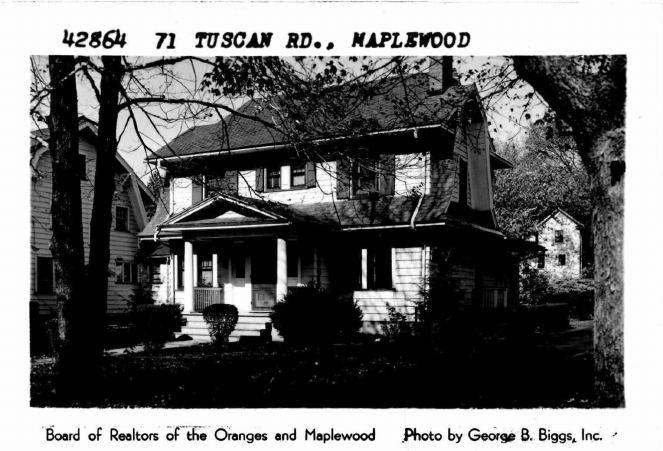 42864 71 TUSCAN RD., MAPLEWOOD
Board of Realtors of the Oranges and Maplewood Photo by George B. Biggs, Inc.